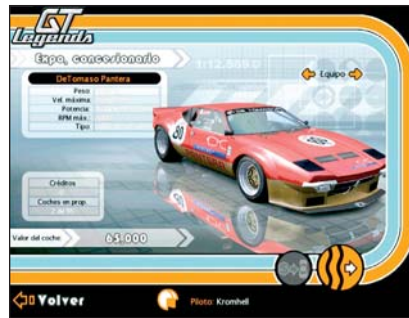 GT
Legends
Expo, concesionario
DeTomaso Pantera
Equipo
Peso
Vel. máxima
Potencia
RPM máx.
Tipo
80
Créditos
Coches en prop.
Valor del coche
65.000
Volver
Piloto: Kromhell